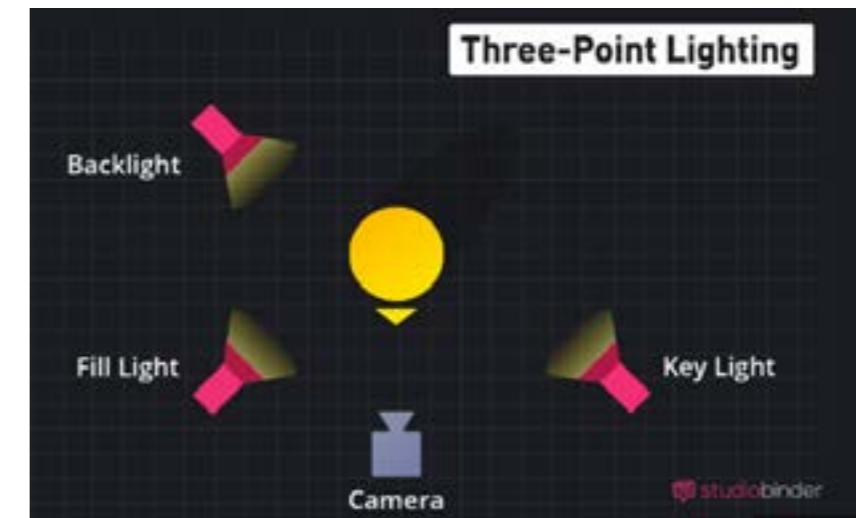 Three-Point Lighting
Backlight
Fill Light
Key Light
Camera
studiobinder